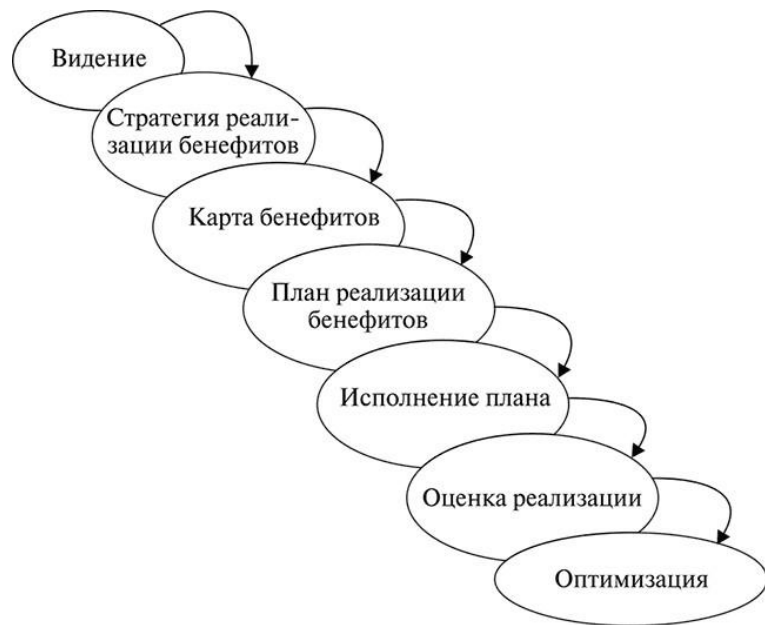 Видение
Стратегия реали-
зации бенефитов
Карта бенефитов
План реализации
бенефитов
Исполнение плана
Оценка реализации
Оптимизация